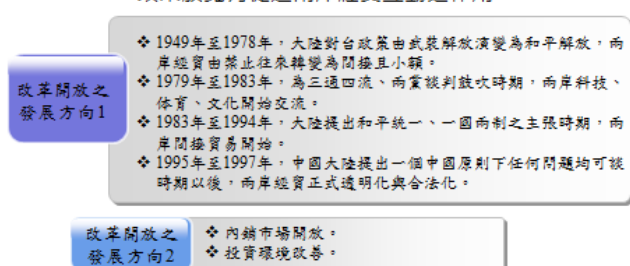 改革開放之
發展方向1
❖ 1949年至1978年，大陸對台政策由武裝解放演變為和平解放，兩
岸經貿由禁止往來轉變為間接且小額。
❖ 1979年至1983年，為三通四流、兩黨談判鼓吹時期，兩岸科技、
体育、文化開始交流。
❖ 1983年至1994年，大陸提出和平統一、一國兩制之主張時期，兩
岸間接貿易開始。
❖ 1995年至1997年，中國大陸提出一個中國原則下任何問題均可談
時期以後，兩岸經貿正式透明化與合法化。
改革開放之
發展方向2
❖ 內銷市場開放。
❖ 投資環境改善。